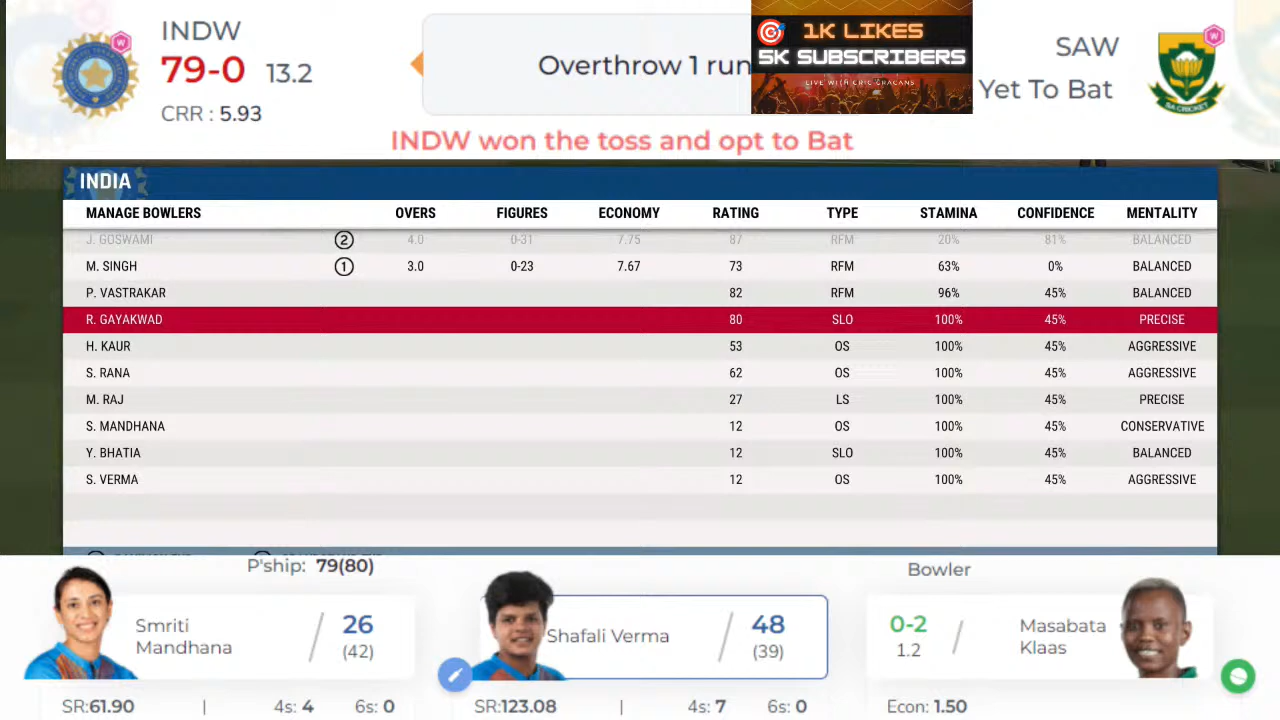 INDW
79-0 13.2
CRR : 5.93
Overthrow 1 run
1K LIKES
5K SUBSCRIBERS
LIVE WITH CRIC CRACANS
SAW
Yet To Bat
INDW won the toss and opt to Bat
INDIA
MANAGE BOWLERS OVERS FIGURES ECONOMY RATING TYPE STAMINA CONFIDENCE MENTALITY
J. GOSWAMI 2 4.0 0-31 7.75 87 RFM 20% 81% BALANCED
M. SINGH 1 3.0 0-23 7.67 73 RFM 63% 0% BALANCED
P. VASTRAKAR 82 RFM 96% 45% BALANCED
R. GAYAKWAD 80 SLO 100% 45% PRECISE
H. KAUR 53 OS 100% 45% AGGRESSIVE
S. RANA 62 OS 100% 45% AGGRESSIVE
M. RAJ 27 LS 100% 45% PRECISE
S. MANDHANA 12 OS 100% 45% CONSERVATIVE
Y. BHATIA 12 SLO 100% 45% BALANCED
S. VERMA 12 OS 100% 45% AGGRESSIVE
P'ship: 79(80)
Smriti Mandhana 26 (42)
SR:61.90 | 4s: 4 6s: 0
Shafali Verma 48 (39)
SR:123.08 | 4s: 7 6s: 0
Bowler
0-2 1.2 Masabata Klaas
Econ: 1.50